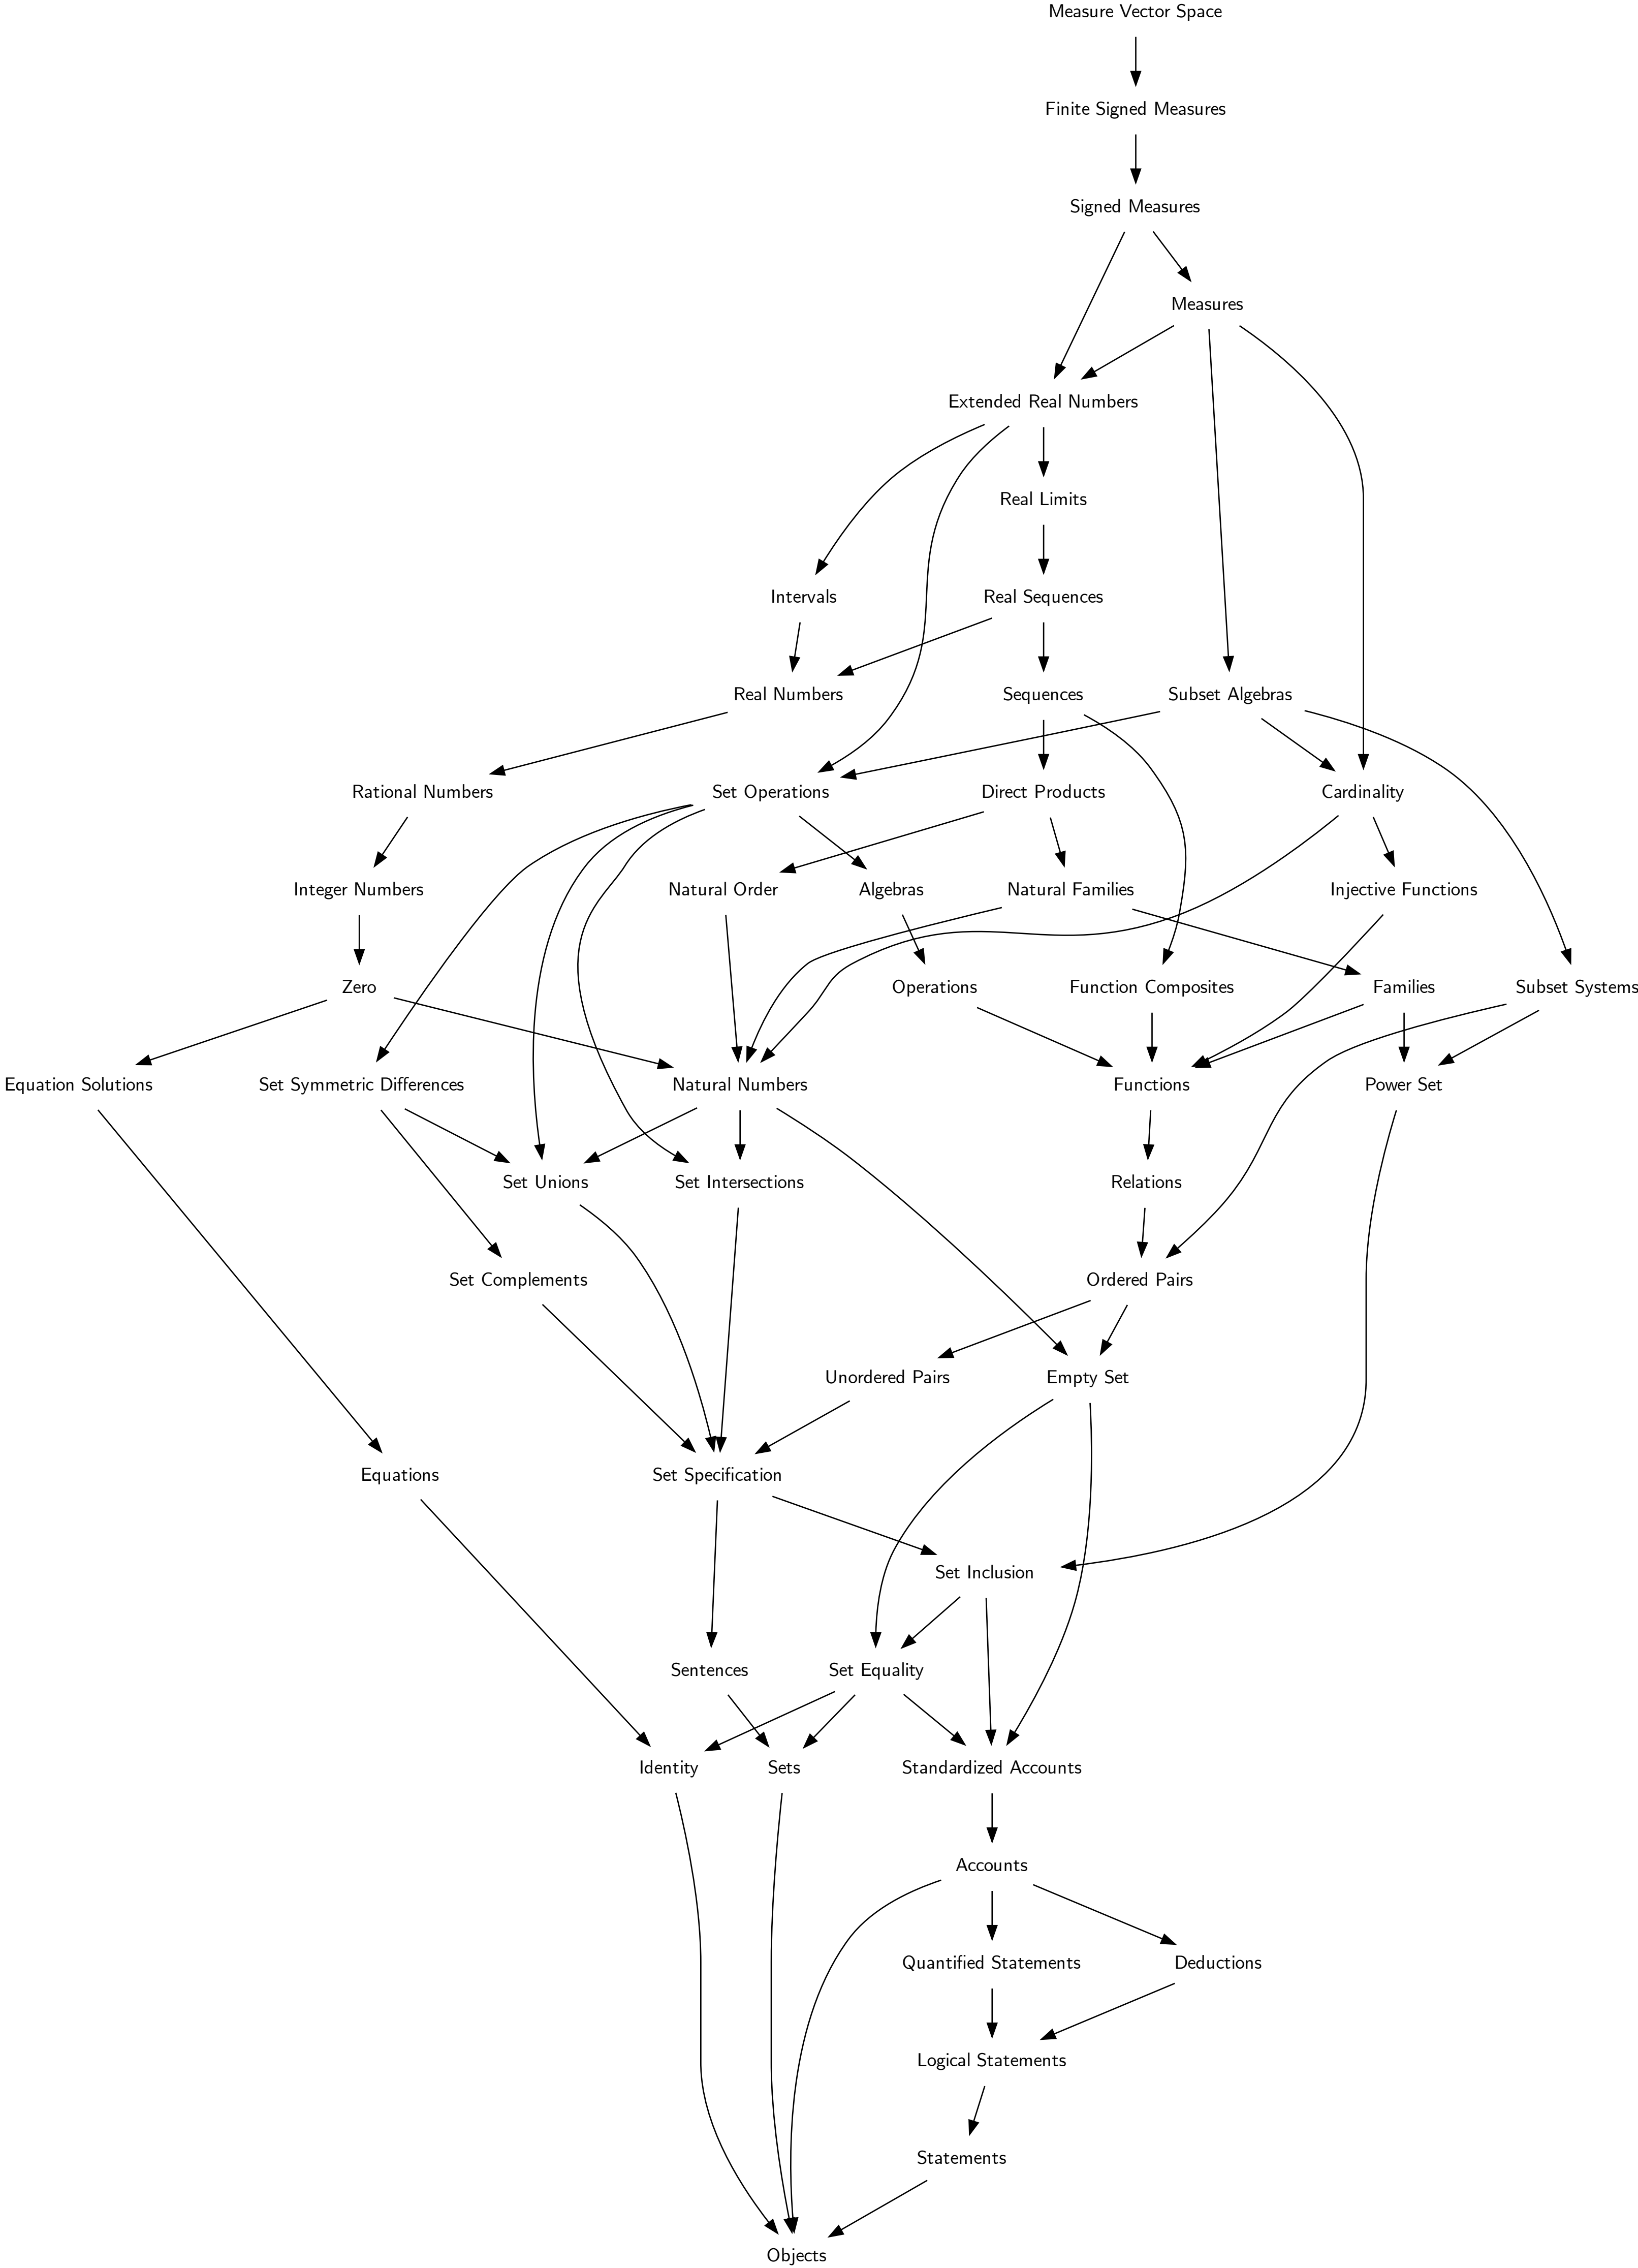 Measure Vector Space
Finite Signed Measures
Signed Measures
Measures
Extended Real Numbers
Real Limits
Intervals
Real Sequences
Real Numbers
Sequences
Subset Algebras
Rational Numbers
Set Operations
Direct Products
Cardinality
Integer Numbers
Natural Order
Algebras
Natural Families
Injective Functions
Zero
Operations
Function Composites
Families
Subset Systems
Equation Solutions
Set Symmetric Differences
Natural Numbers
Functions
Power Set
Set Unions
Set Intersections
Relations
Set Complements
Ordered Pairs
Unordered Pairs
Empty Set
Equations
Set Specification
Set Inclusion
Sentences
Set Equality
Identity
Sets
Standardized Accounts
Accounts
Quantified Statements
Deductions
Logical Statements
Statements
Objects